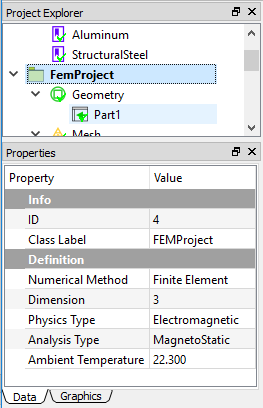 Project Explorer
Aluminum
StructuralSteel
FemProject
Geometry
Part1
Mesh
Properties
Property Value
Info
ID 4
Class Label FEMProject
Definition
Numerical Method Finite Element
Dimension 3
Physics Type Electromagnetic
Analysis Type MagnetoStatic
Ambient Temperature 22.300
Data Graphics